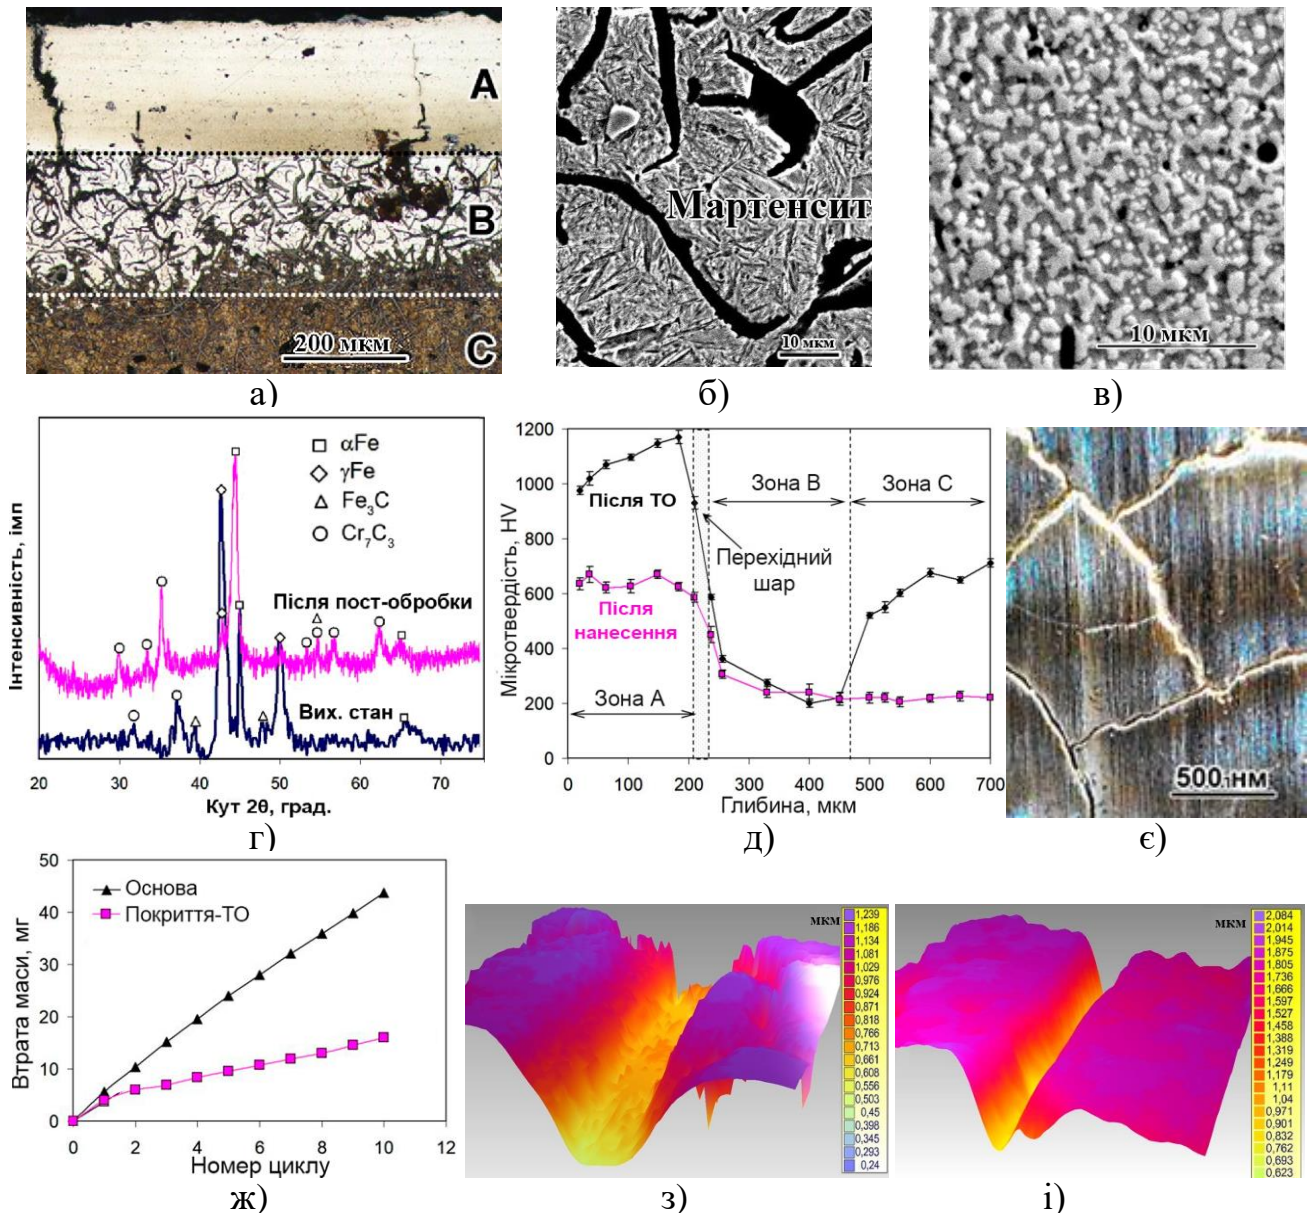 A
B
C
200 мкм
а)
Мартенсит
10 мкм
б)
10 мкм
в)
Інтенсивність, імп
αFe
γFe
Fe₃C
Cr₇C₃
Після пост-обробки
Вих. стан
20 30 40 50 60 70
Кут 2θ, град.
г)
Мікротвердість, HV
1200
1000
800
600
400
200
0
Після ТО
Зона В
Зона С
Перехідний
шар
Після
нанесення
Зона А
0 100 200 300 400 500 600 700
Глибина, мкм
д)
500 нм
є)
Втрата маси, мг
50
40
30
20
10
0
Основа
Покриття-ТО
0 2 4 6 8 10 12
Номер циклу
ж)
мкм
1,239
1,186
1,134
1,081
1,029
0,976
0,924
0,871
0,818
0,766
0,713
0,661
0,608
0,556
0,503
0,45
0,398
0,345
0,293
0,24
з)
мкм
2,084
2,014
1,945
1,875
1,805
1,736
1,666
1,597
1,527
1,458
1,388
1,319
1,249
1,179
1,11
1,04
0,971
0,901
0,832
0,762
0,693
0,623
і)